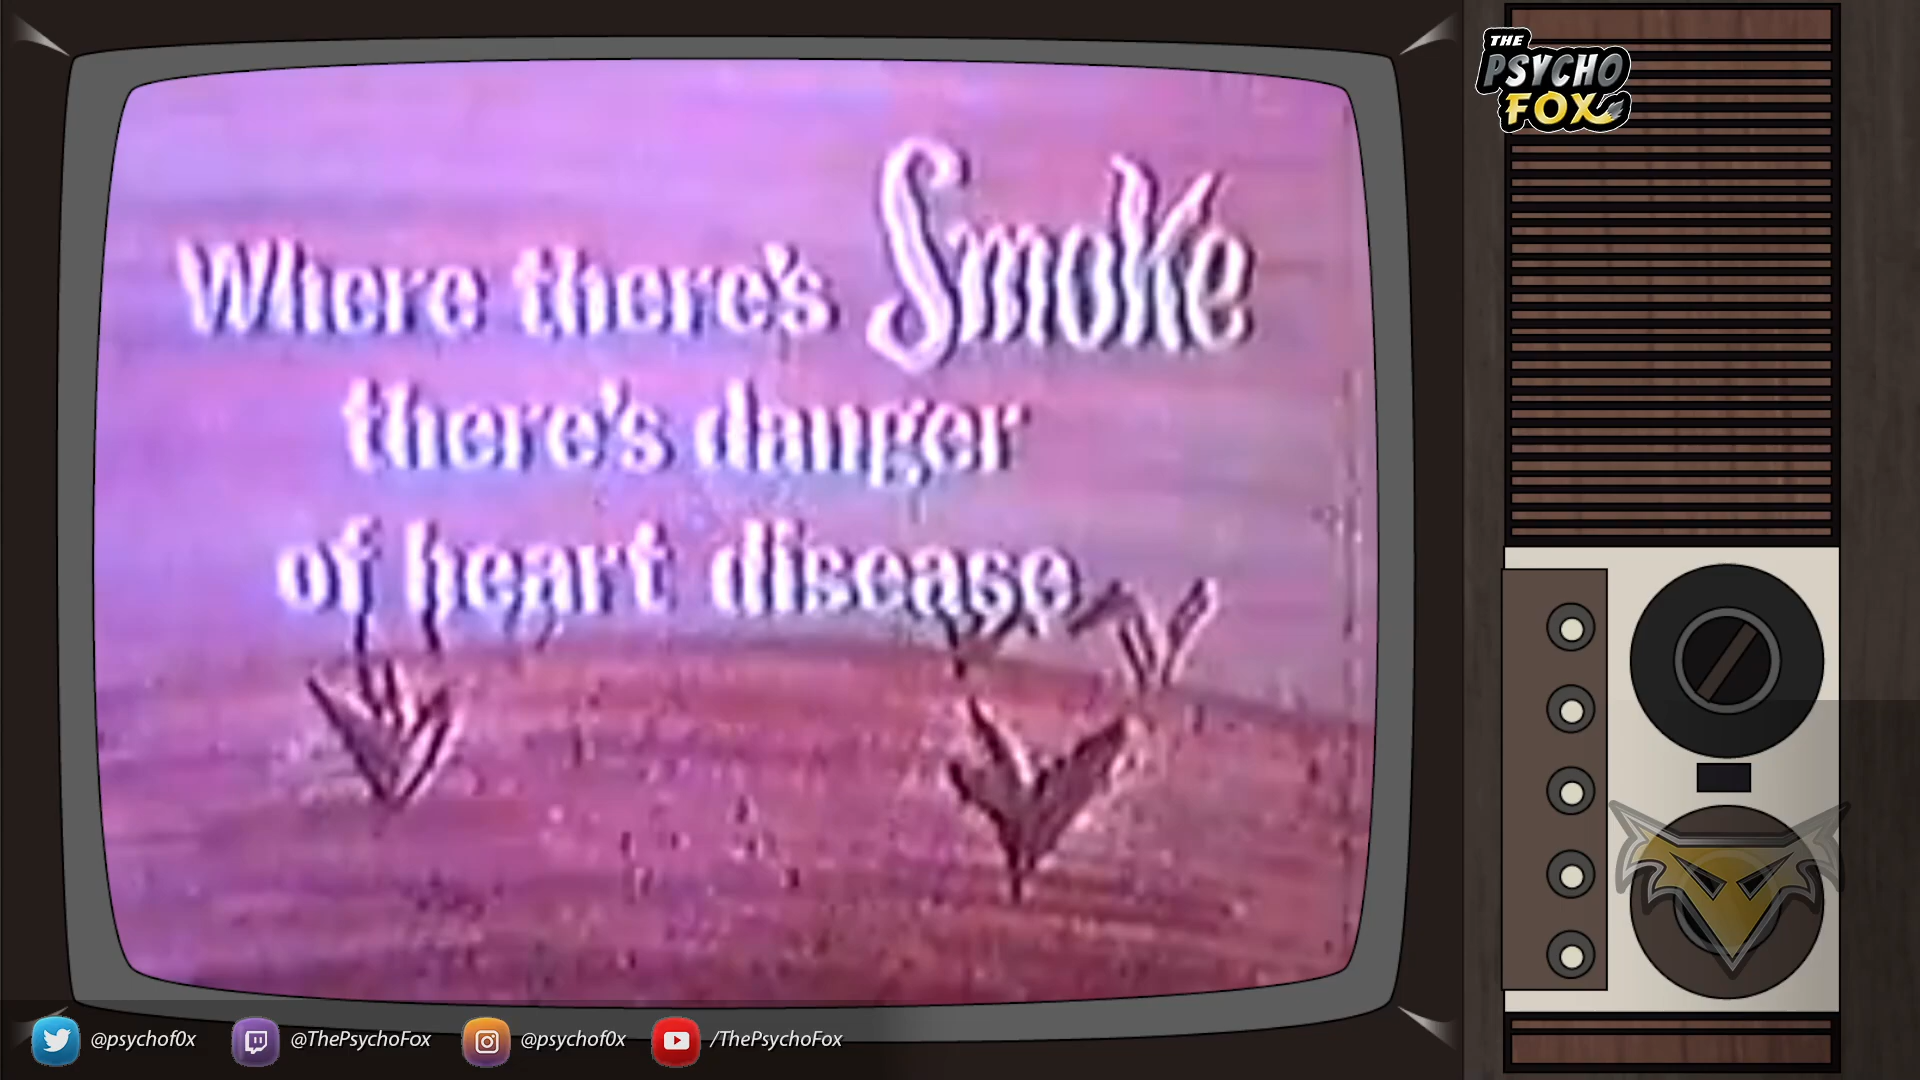 Where there's Smoke
there's danger
of heart disease
THE
PSYCHO
FOX
@psychof0x
@ThePsychoFox
@psychof0x
/ThePsychoFox